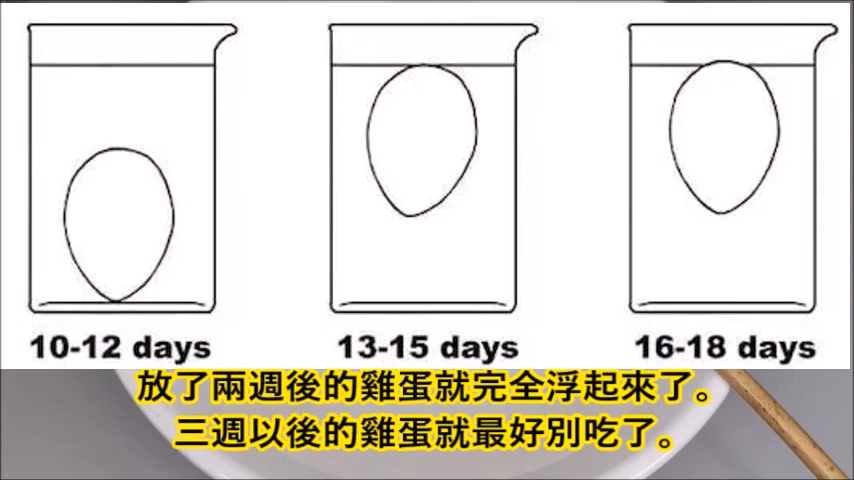 10-12 days
13-15 days
16-18 days
放了兩週後的雞蛋就完全浮起來了。
三週以後的雞蛋就最好別吃了。